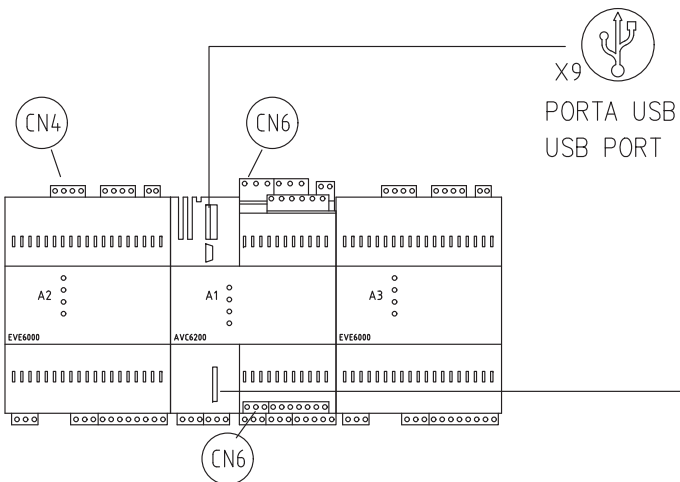 X9
PORTA USB
USB PORT
CN4
CN6
A2
A1
A3
EVE6000
AVC6200
EVE6000
CN6